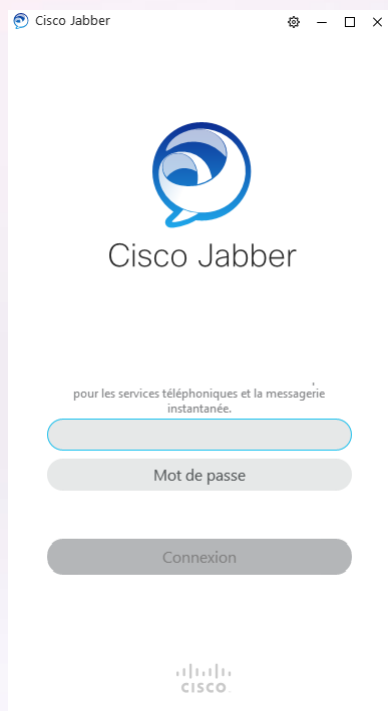 Cisco Jabber
Cisco Jabber
pour les services téléphoniques et la messagerie
instantanée.
Mot de passe
Connexion
CISCO